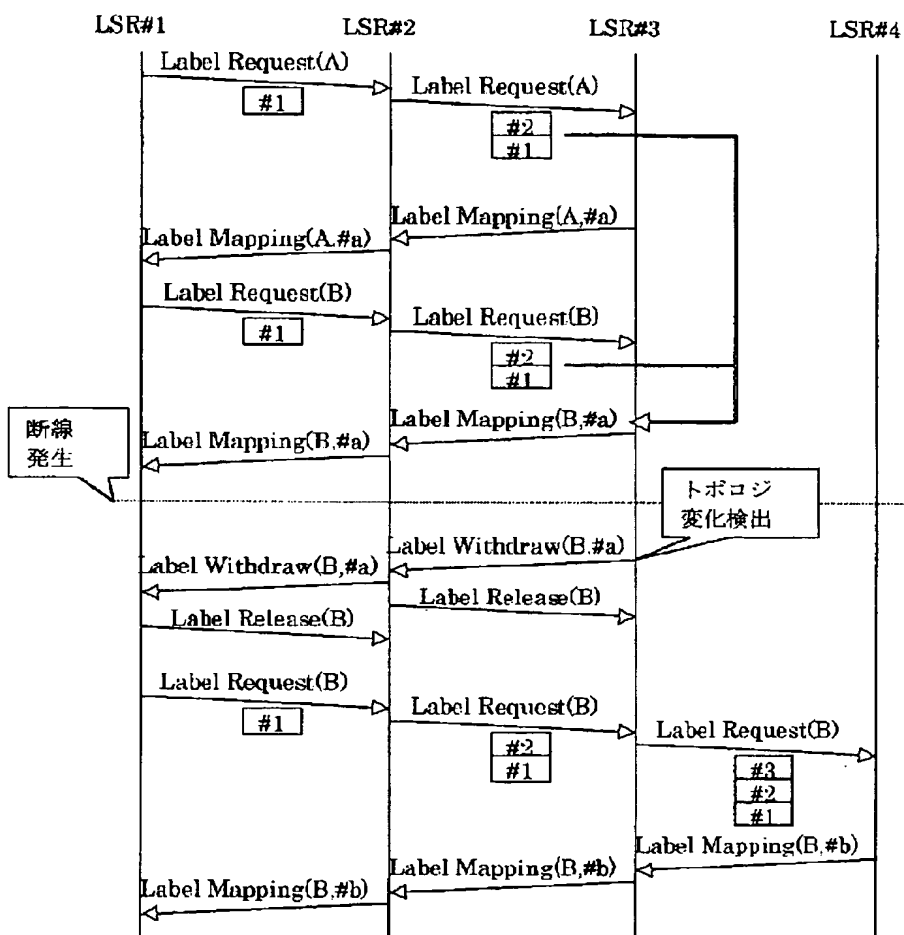 LSR#1 LSR#2 LSR#3 LSR#4
Label Request(A)
#1
Label Request(A)
#2
#1
Label Mapping(A,#a)
Label Mapping(A.#a)
Label Request(B)
#1
Label Request(B)
#2
#1
Label Mapping(B,#a)
Label Mapping(B,#a)
断線
発生
トポロジ
変化検出
Label Withdraw(B.#a)
Label Withdraw(B,#a)
Label Release(B)
Label Release(B)
Label Request(B)
#1
Label Request(B)
#2
#1
Label Request(B)
#3
#2
#1
Label Mapping(B,#b)
Label Mapping(B,#b)
Label Mapping(B,#b)